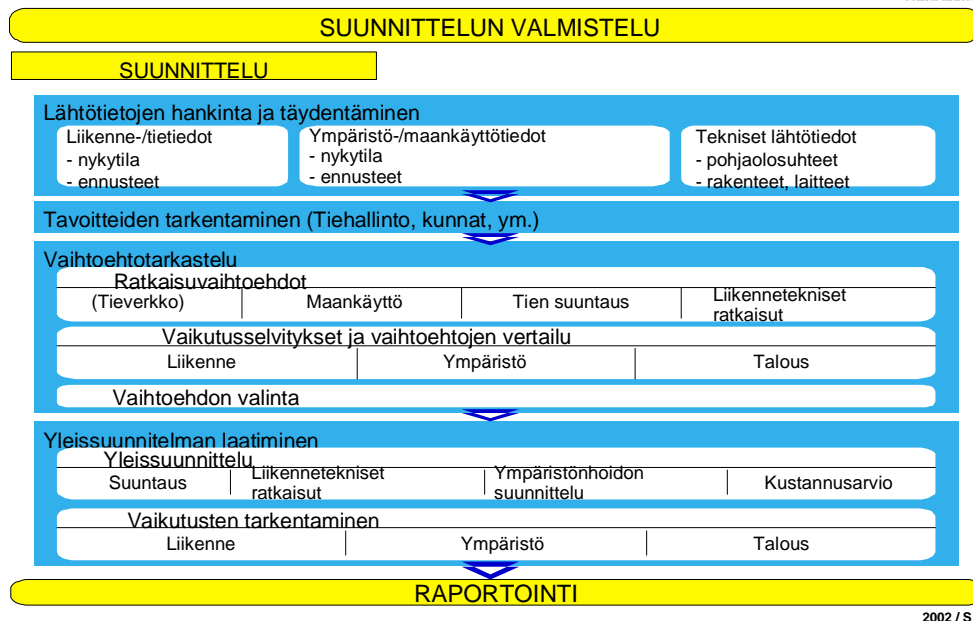 SUUNNITTELUN VALMISTELU
SUUNNITTELU
Lähtötietojen hankinta ja täydentäminen
Liikenne-/tietiedot
- nykytila
- ennusteet
Ympäristö-/maankäyttötiedot
- nykytila
- ennusteet
Tekniset lähtötiedot
- pohjaolosuhteet
- rakenteet, laitteet
Tavoitteiden tarkentaminen (Tiehallinto, kunnat, ym.)
Vaihtoehtotarkastelu
Ratkaisuvaihtoehdot
(Tieverkko)
Maankäyttö
Tien suuntaus
Liikennetekniset
ratkaisut
Vaikutusselvitykset ja vaihtoehtojen vertailu
Liikenne
Ympäristö
Talous
Vaihtoehdon valinta
Yleissuunnitelman laatiminen
Yleissuunnittelu
Suuntaus
Liikennetekniset
ratkaisut
Ympäristönhoidon
suunnittelu
Kustannusarvio
Vaikutusten tarkentaminen
Liikenne
Ympäristö
Talous
RAPORTOINTI
2002 / S